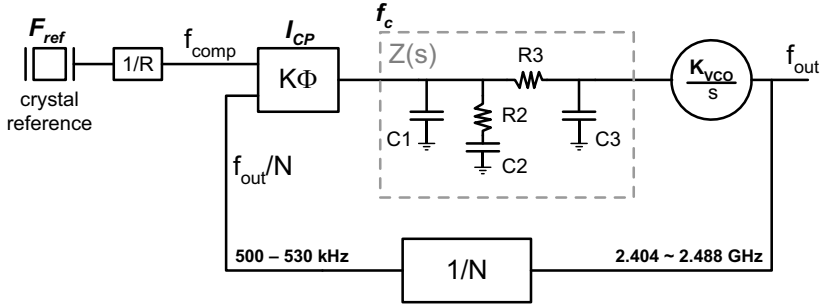 F_ref
crystal
reference
1/R
f_comp
I_CP
KΦ
f_c
Z(s)
C1
R2
C2
R3
C3
K_VCO
s
f_out
f_out/N
500 – 530 kHz
1/N
2.404 ~ 2.488 GHz